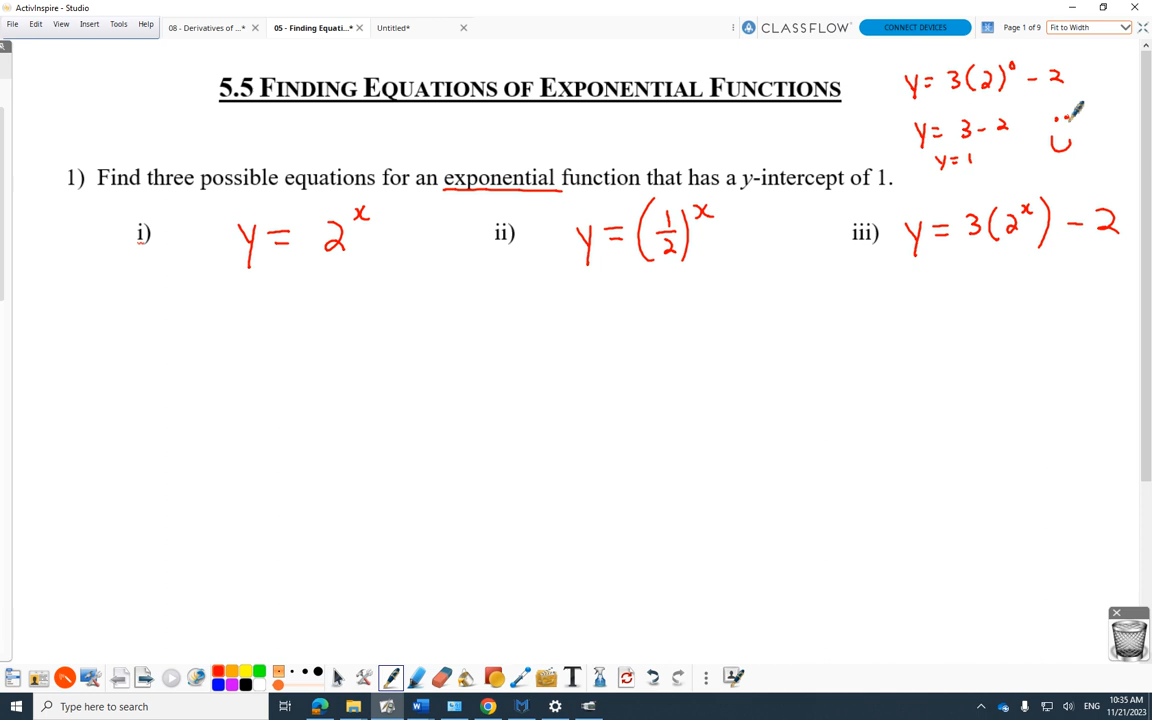 ActivInspire - Studio
File Edit View Insert Tools Help
08 - Derivatives of ...* 05 - Finding Equati...* Untitled*
CLASSFLOW CONNECT DEVICES Page 1 of 9 Fit to Width
5.5 FINDING EQUATIONS OF EXPONENTIAL FUNCTIONS
y = 3(2)⁰ - 2
y = 3 - 2
y = 1
1) Find three possible equations for an exponential function that has a y-intercept of 1.
i) y = 2ˣ ii) y = (1/2)ˣ iii) y = 3(2ˣ) - 2
Type here to search
ENG
10:35 AM
11/21/2023